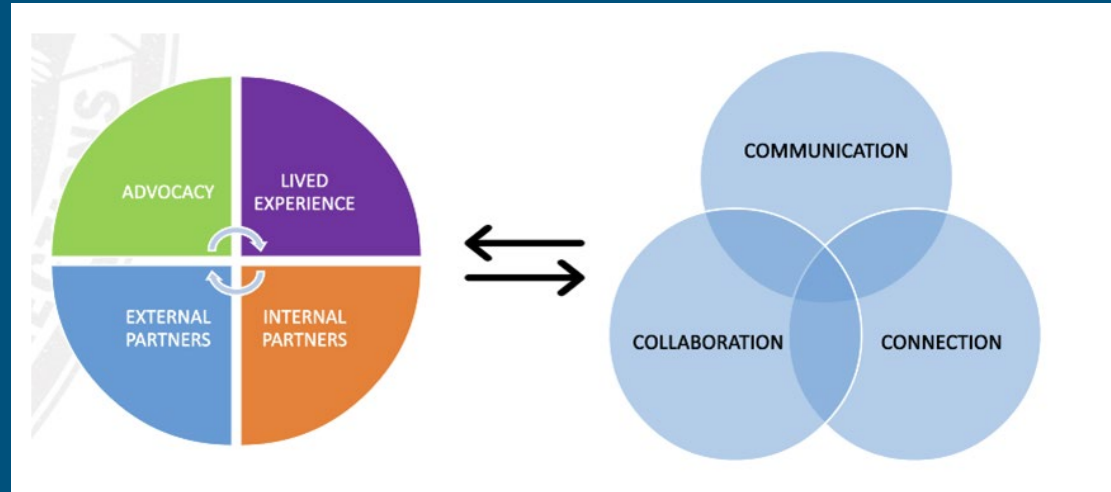 ADVOCACY
LIVED
EXPERIENCE
EXTERNAL
PARTNERS
INTERNAL
PARTNERS
COMMUNICATION
COLLABORATION
CONNECTION